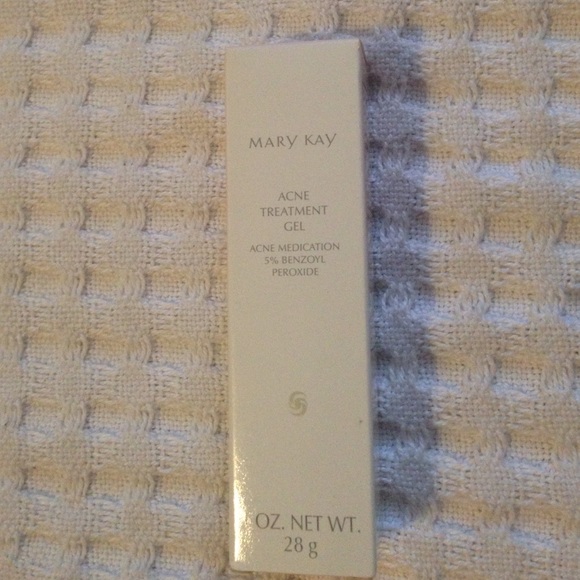 MARY KAY
ACNE
TREATMENT
GEL
ACNE MEDICATION
5% BENZOYL
PEROXIDE
OZ. NET WT.
28 g